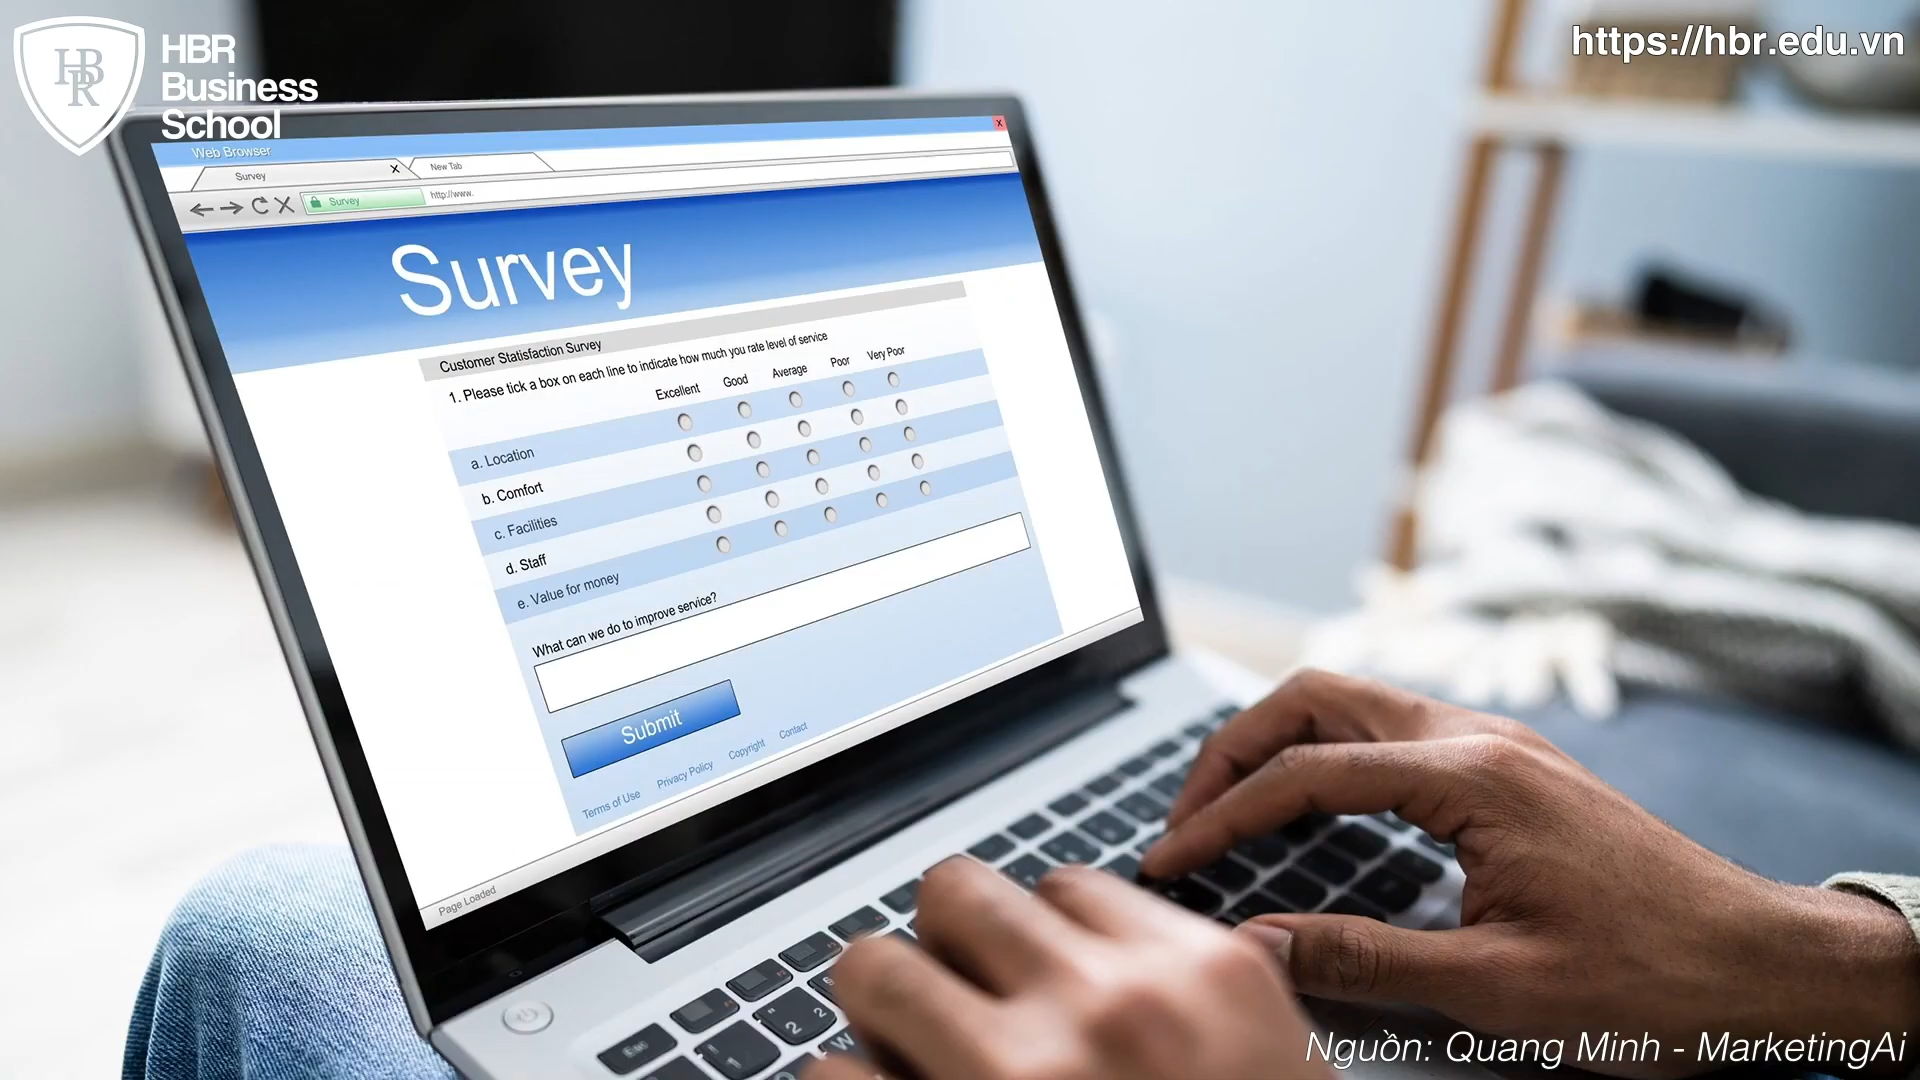 HBR
Business
School
https://hbr.edu.vn
Web Browser
Survey
New Tab
Survey
http://www.
Survey
Customer Statisfaction Survey
1. Please tick a box on each line to indicate how much you rate level of service
Excellent Good Average Poor Very Poor
a. Location
b. Comfort
c. Facilities
d. Staff
e. Value for money
What can we do to improve service?
Submit
Terms of Use Privacy Policy Copyright Contact
Page Loaded
Esc
2 2
W
Nguồn: Quang Minh - MarketingAi